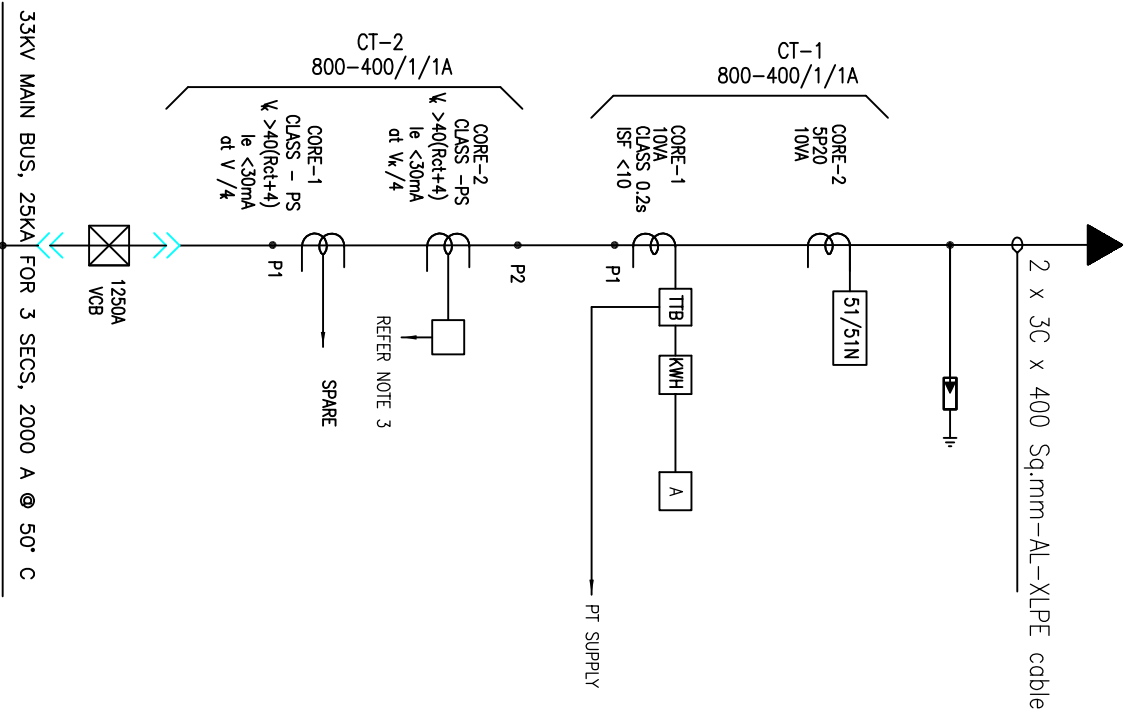 CT-2
800-400/1/1A
CT-1
800-400/1/1A
33KV MAIN BUS, 25KA FOR 3 SECS, 2000 A @ 50° C
1250A
VCB
CORE-1
CLASS - PS
Vk >40(Rct+4)
Ie <30mA
at V /4k
P1
SPARE
CORE-2
CLASS -PS
Vk >40(Rct+4)
Ie <30mA
at Vk/4
REFER NOTE 3
P2
P1
CORE-1
10VA
CLASS 0.2s
ISF <10
TTB
KWH
A
PT SUPPLY
CORE-2
5P20
10VA
51/51N
2 x 3C x 400 Sq.mm-AL-XLPE cable